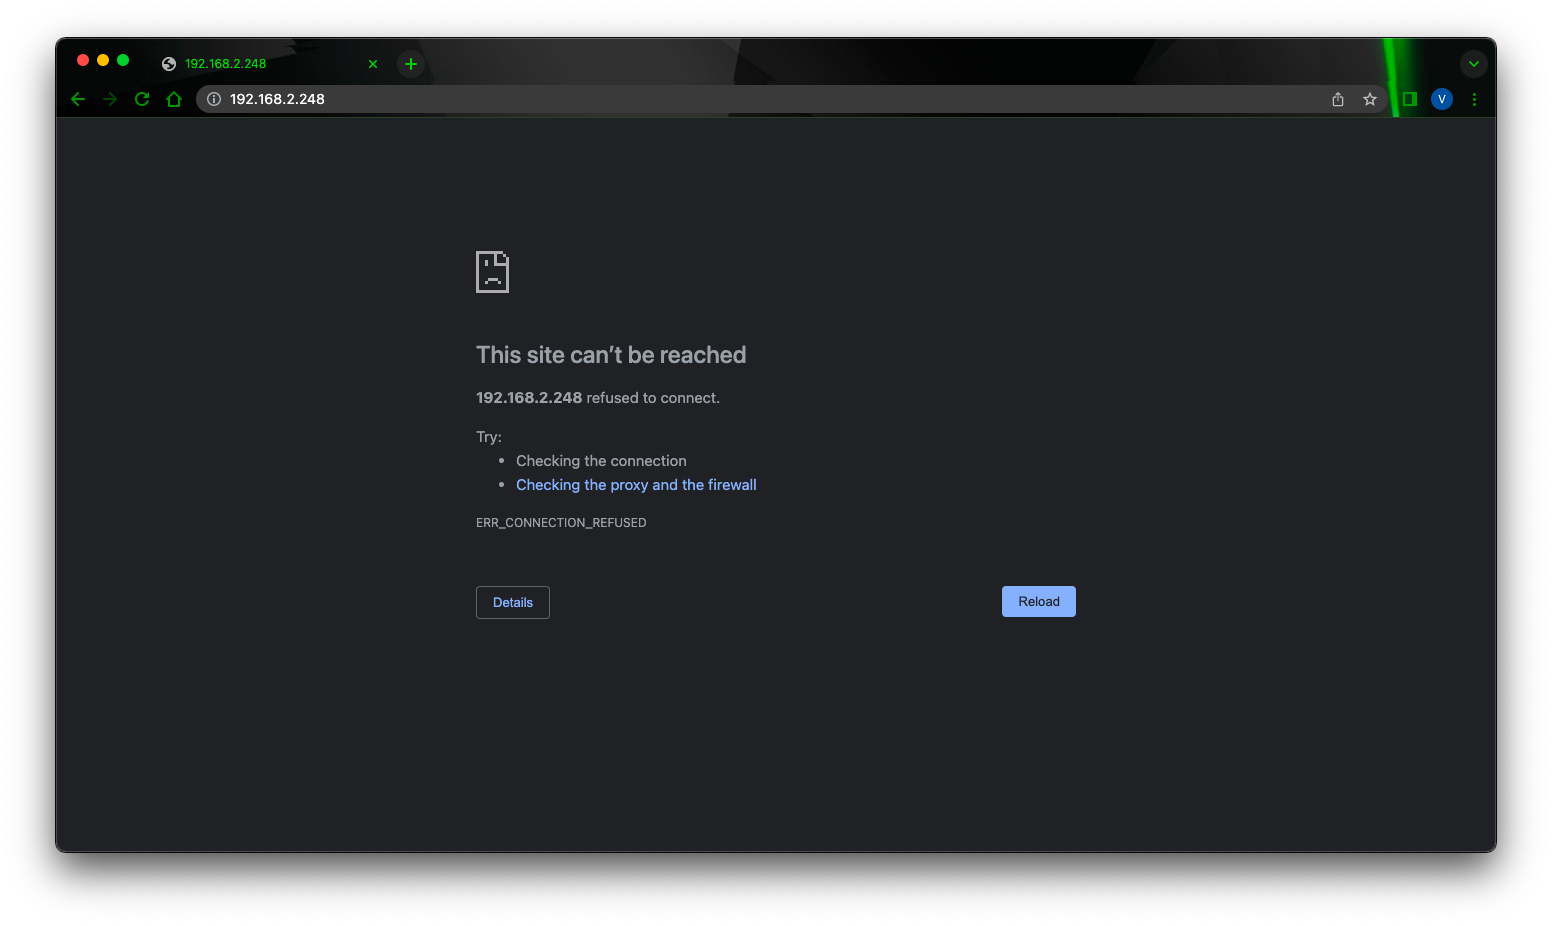 192.168.2.248
192.168.2.248
V
This site can’t be reached
192.168.2.248 refused to connect.
Try:
• Checking the connection
• Checking the proxy and the firewall
ERR_CONNECTION_REFUSED
Details
Reload